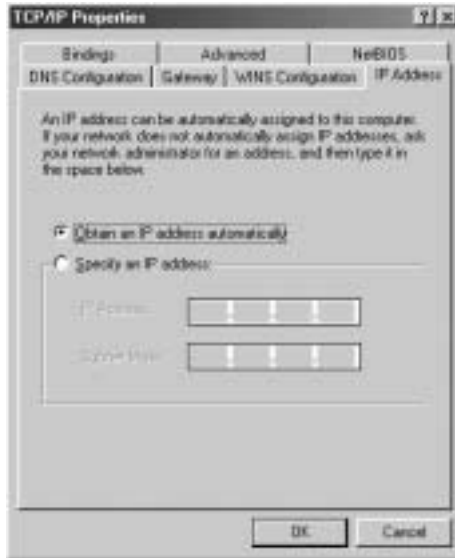 TCP/IP Properties
Bindings Advanced NetBIOS
DNS Configuration Gateway WINS Configuration IP Address
An IP address can be automatically assigned to this computer.
If your network does not automatically assign IP addresses, ask
your network administrator for an address, and then type it in
the space below.
Obtain an IP address automatically
Specify an IP address:
IP Address:
Subnet Mask:
OK Cancel